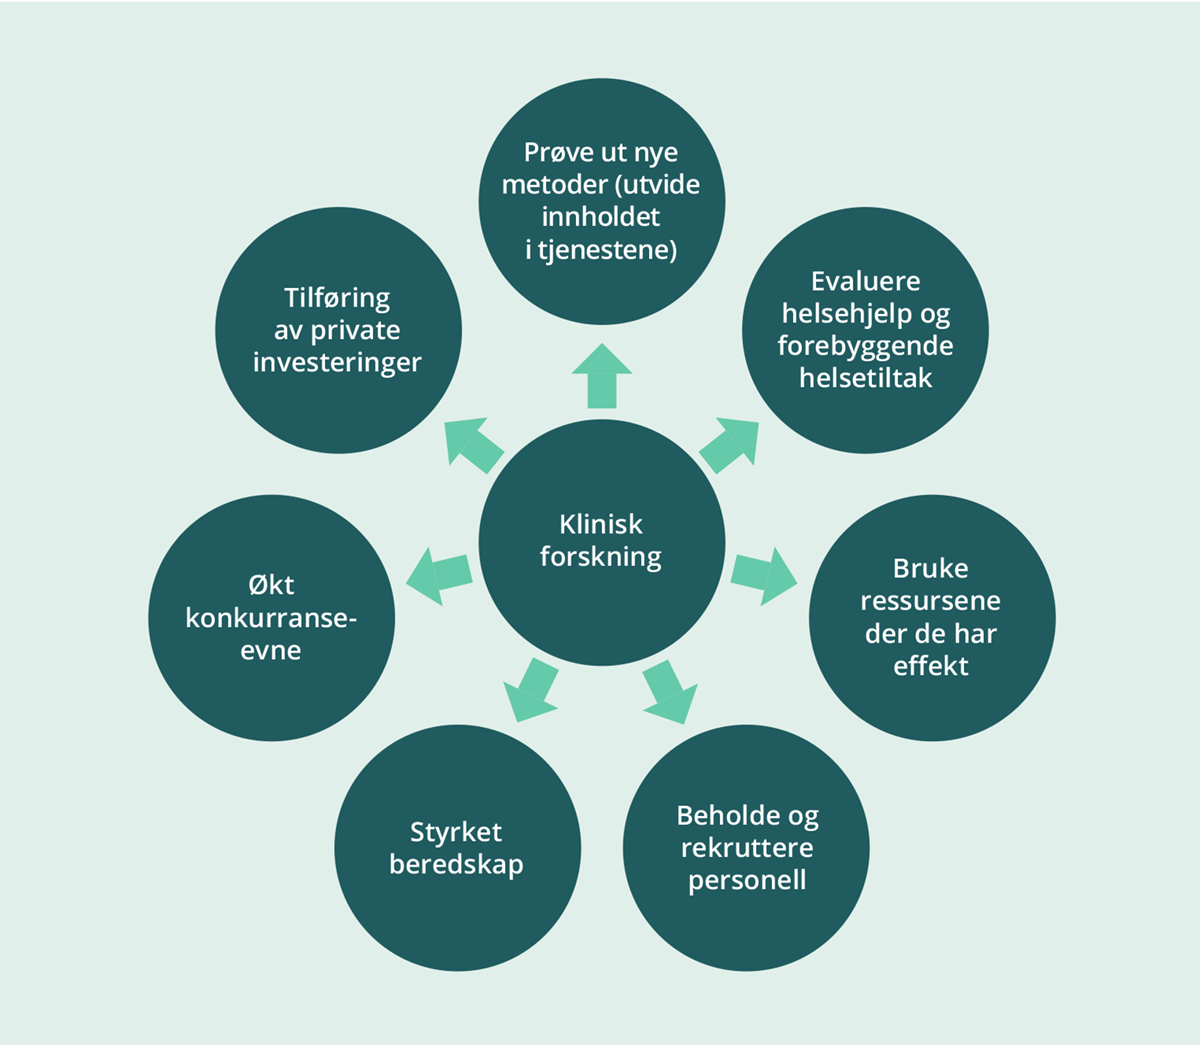 Prøve ut nye
metoder (utvide
innholdet
i tjenestene)
Evaluere
helsehjelp og
forebyggende
helsetiltak
Bruke
ressursene
der de har
effekt
Beholde og
rekruttere
personell
Styrket
beredskap
Økt
konkurranse-
evne
Tilføring
av private
investeringer
Klinisk
forskning